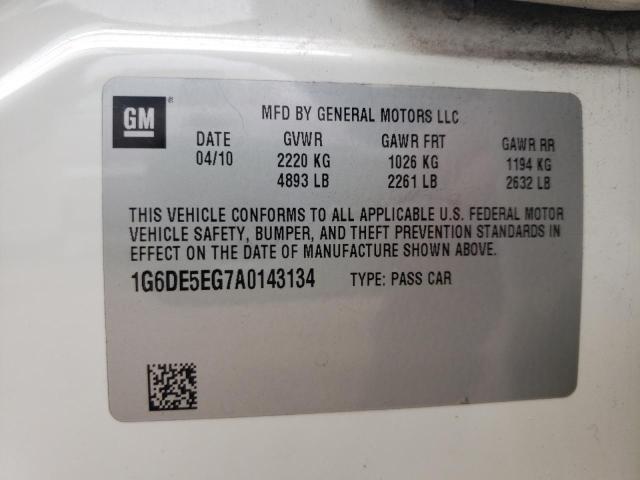 GM®
MFD BY GENERAL MOTORS LLC
DATE GVWR GAWR FRT GAWR RR
04/10 2220 KG 1026 KG 1194 KG
4893 LB 2261 LB 2632 LB
THIS VEHICLE CONFORMS TO ALL APPLICABLE U.S. FEDERAL MOTOR
VEHICLE SAFETY, BUMPER, AND THEFT PREVENTION STANDARDS IN
EFFECT ON THE DATE OF MANUFACTURE SHOWN ABOVE.
1G6DE5EG7A0143134 TYPE: PASS CAR